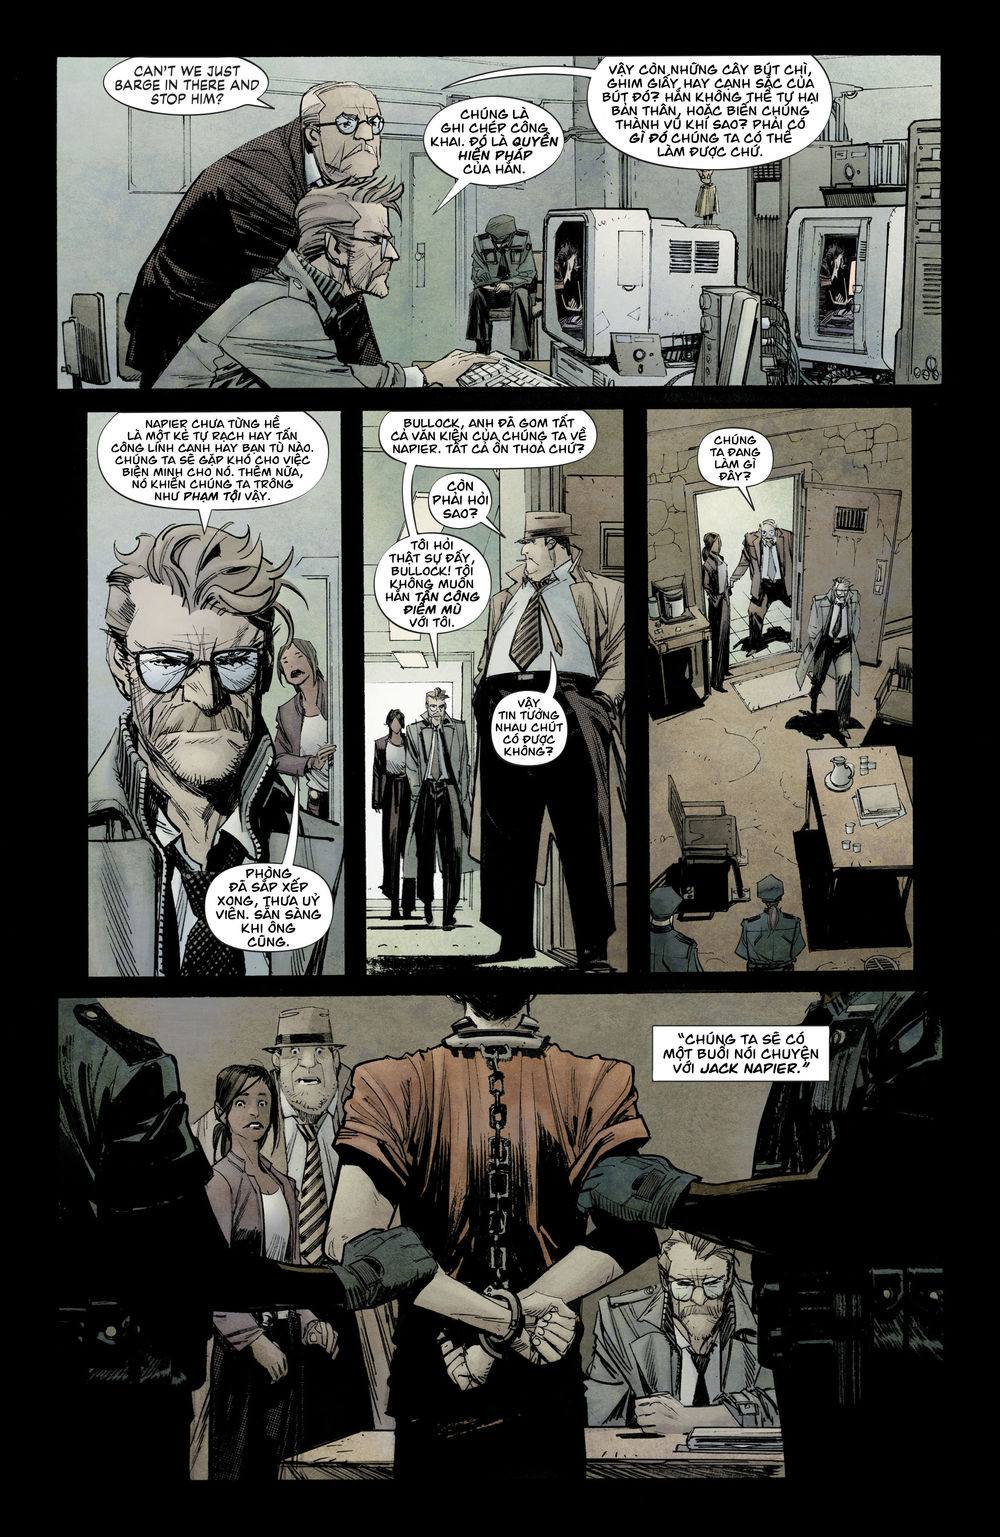 CAN'T WE JUST
BARGE IN THERE AND
STOP HIM?
CHÚNG LÀ
GHI CHÉP CÔNG
KHAI. ĐÓ LÀ QUYỀN
HIẾN PHÁP
CỦA HẮN.
VẬY CÒN NHỮNG CÂY BÚT CHÌ,
GHIM GIẤY HAY CẠNH SẮC CỦA
BÚT ĐÓ? HẮN KHÔNG THỂ TỰ HẠI
BẢN THÂN, HOẶC BIẾN CHÚNG
THÀNH VŨ KHÍ SAO? PHẢI CÓ
GÌ ĐÓ CHÚNG TA CÓ THỂ
LÀM ĐƯỢC CHỨ.
NAPIER CHƯA TỪNG HỀ
LÀ MỘT KẺ TỰ RẠCH HAY TẤN
CÔNG LÍNH CANH HAY BẠN TÙ NÀO.
CHÚNG TA SẼ GẶP KHÓ CHO VIỆC
BIỆN MINH CHO NÓ. THÊM NỮA,
NÓ KHIẾN CHÚNG TA TRÔNG
NHƯ PHẠM TỘI VẬY.
PHÒNG
ĐÃ SẮP XẾP
XONG, THƯA UỶ
VIÊN. SẴN SÀNG
KHI ÔNG
CŨNG.
BULLOCK, ANH ĐÃ GOM TẤT
CẢ VĂN KIỆN CỦA CHÚNG TA VỀ
NAPIER. TẤT CẢ ỔN THOẢ CHỨ?
CÒN
PHẢI HỎI
SAO?
TÔI HỎI
THẬT SỰ ĐẤY,
BULLOCK! TÔI
KHÔNG MUỐN
HẮN TẤN CÔNG
ĐIỂM MÙ
VỚI TÔI.
VẬY
TIN TƯỞNG
NHAU CHÚT
CÓ ĐƯỢC
KHÔNG?
CHÚNG
TA ĐANG
LÀM GÌ
ĐÂY?
"CHÚNG TA SẼ CÓ
MỘT BUỔI NÓI CHUYỆN
VỚI JACK NAPIER."